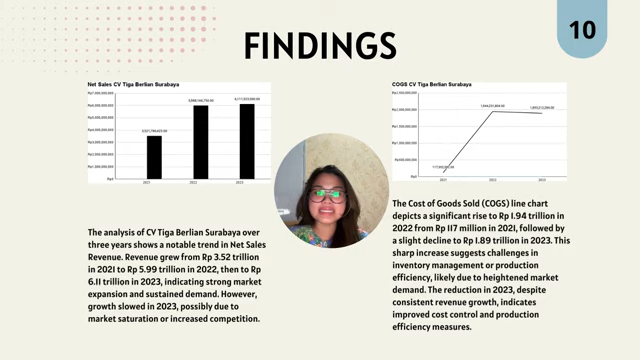 10
FINDINGS
Net Sales CV Tiga Berlian Surabaya
2021
2022
2023
The analysis of CV Tiga Berlian Surabaya over
three years shows a notable trend in Net Sales
Revenue. Revenue grew from Rp 3.52 trillion
in 2021 to Rp 5.99 trillion in 2022, then to Rp
6.11 trillion in 2023, indicating strong market
expansion and sustained demand. However,
growth slowed in 2023, possibly due to
market saturation or increased competition.
COGS CV Tiga Berlian Surabaya
2021
2022
2023
The Cost of Goods Sold (COGS) line chart
depicts a significant rise to Rp 1.94 trillion in
2022 from Rp 117 million in 2021, followed by
a slight decline to Rp 1.89 trillion in 2023. This
sharp increase suggests challenges in
inventory management or production
efficiency, likely due to heightened market
demand. The reduction in 2023, despite
consistent revenue growth, indicates
improved cost control and production
efficiency measures.